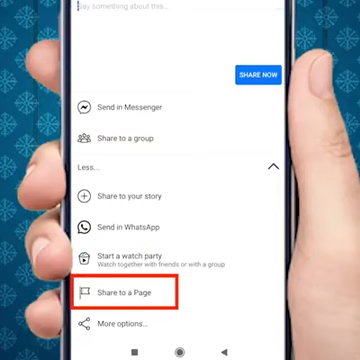 Say something about this...
SHARE NOW
Send in Messenger
Share to a group
Less...
Share to your story
Send in WhatsApp
Start a watch party
Watch together with friends or with a group
Share to a Page
More options...